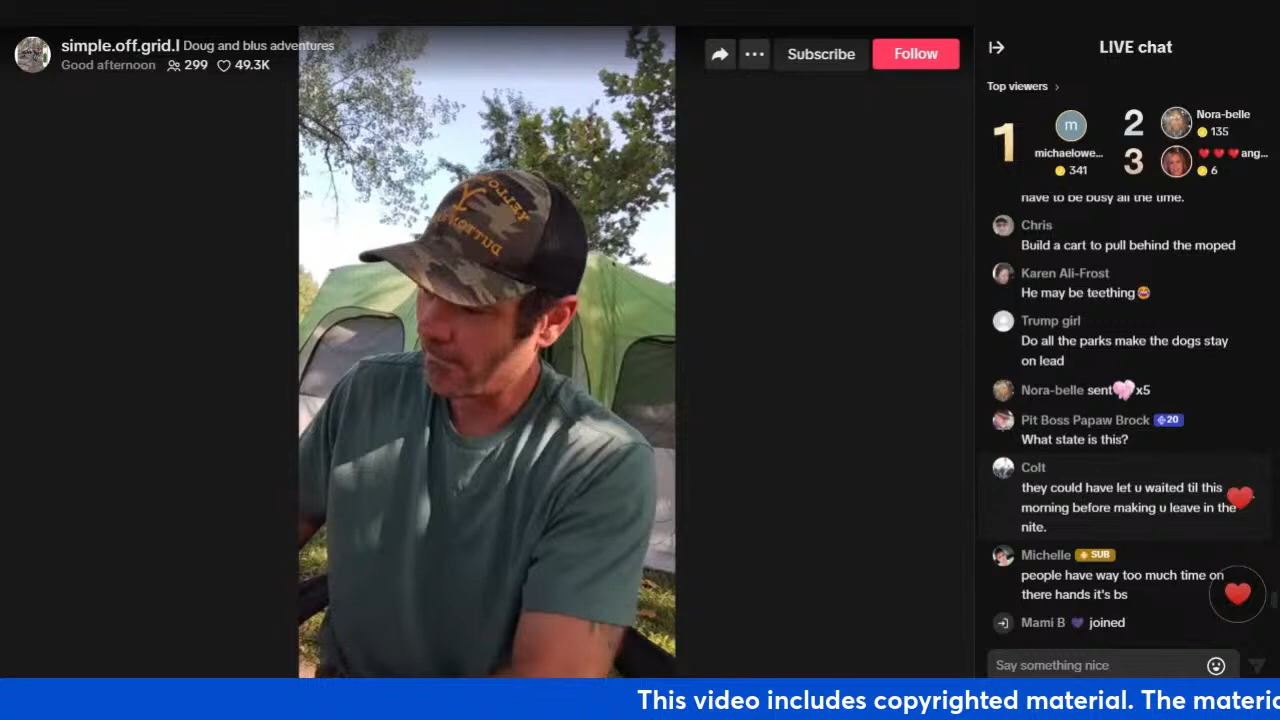 simple.off.grid.l Doug and blus adventures
Good afternoon 299 49.3K
Subscribe
Follow
YELLOWSTONE
Y
DUTTON RANCH
LIVE chat
Top viewers
1
m
michaelowe...
341
2
Nora-belle
135
3
ang...
6
have to be busy all the time.
Chris
Build a cart to pull behind the moped
Karen Ali-Frost
He may be teething
Trump girl
Do all the parks make the dogs stay
on lead
Nora-belle sent x5
Pit Boss Papaw Brock 20
What state is this?
Colt
they could have let u waited til this
morning before making u leave in the
nite.
Michelle SUB
people have way too much time on
there hands it's bs
Mami B joined
Say something nice
This video includes copyrighted material. The materia